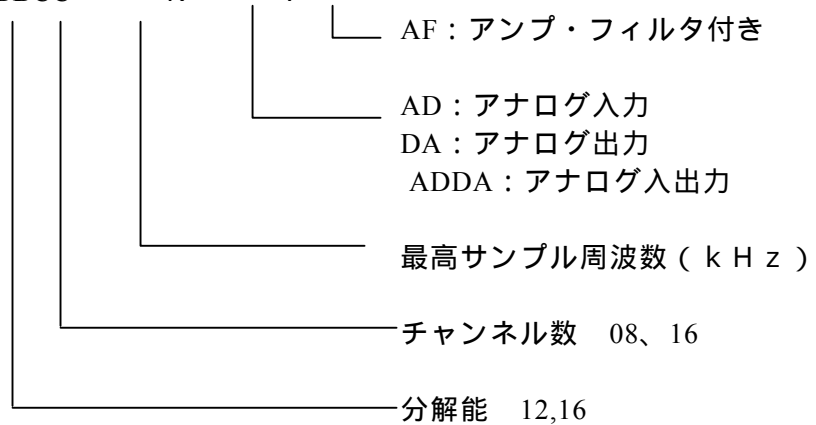 AF：アンプ・フィルタ付き
AD：アナログ入力
DA：アナログ出力
ADDA：アナログ入出力
最高サンプル周波数（ｋＨｚ）
チャンネル数　08、16
分解能　12,16